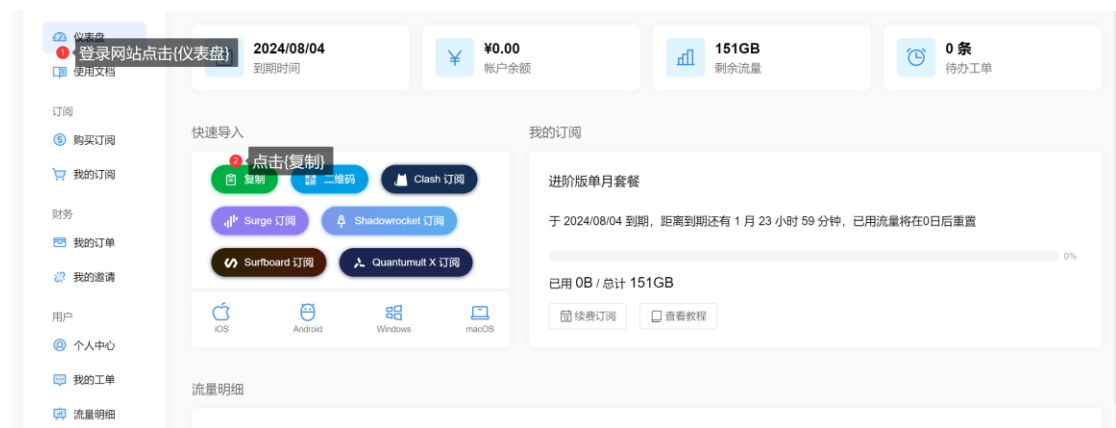 仪表盘
1 登录网站点击{仪表盘}
使用文档
订阅
购买订阅
我的订阅
财务
我的订单
我的邀请
用户
个人中心
我的工单
流量明细
2024/08/04
到期时间
¥0.00
帐户余额
151GB
剩余流量
0 条
待办工单
快速导入
2 点击{复制}
复制
二维码
Clash 订阅
Surge 订阅
Shadowrocket 订阅
Surfboard 订阅
Quantumult X 订阅
iOS
Android
Windows
macOS
我的订阅
进阶版单月套餐
于 2024/08/04 到期，距离到期还有 1 月 23 小时 59 分钟，已用流量将在0日后重置
0%
已用 0B / 总计 151GB
续费订阅
查看教程
流量明细